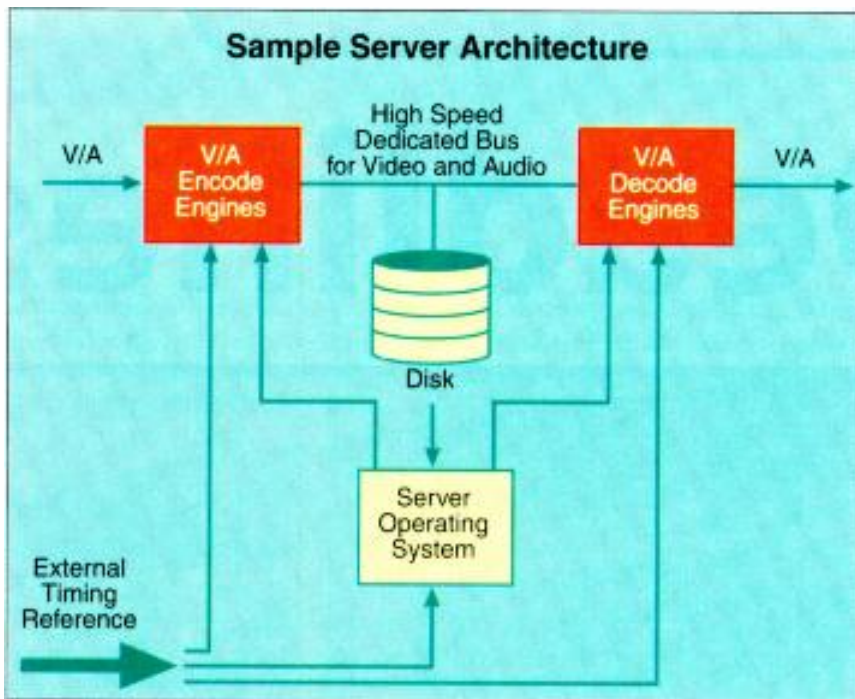 Sample Server Architecture
High Speed
Dedicated Bus
for Video and Audio
V/A
V/A
Encode
Engines
V/A
Decode
Engines
V/A
Disk
Server
Operating
System
External
Timing
Reference